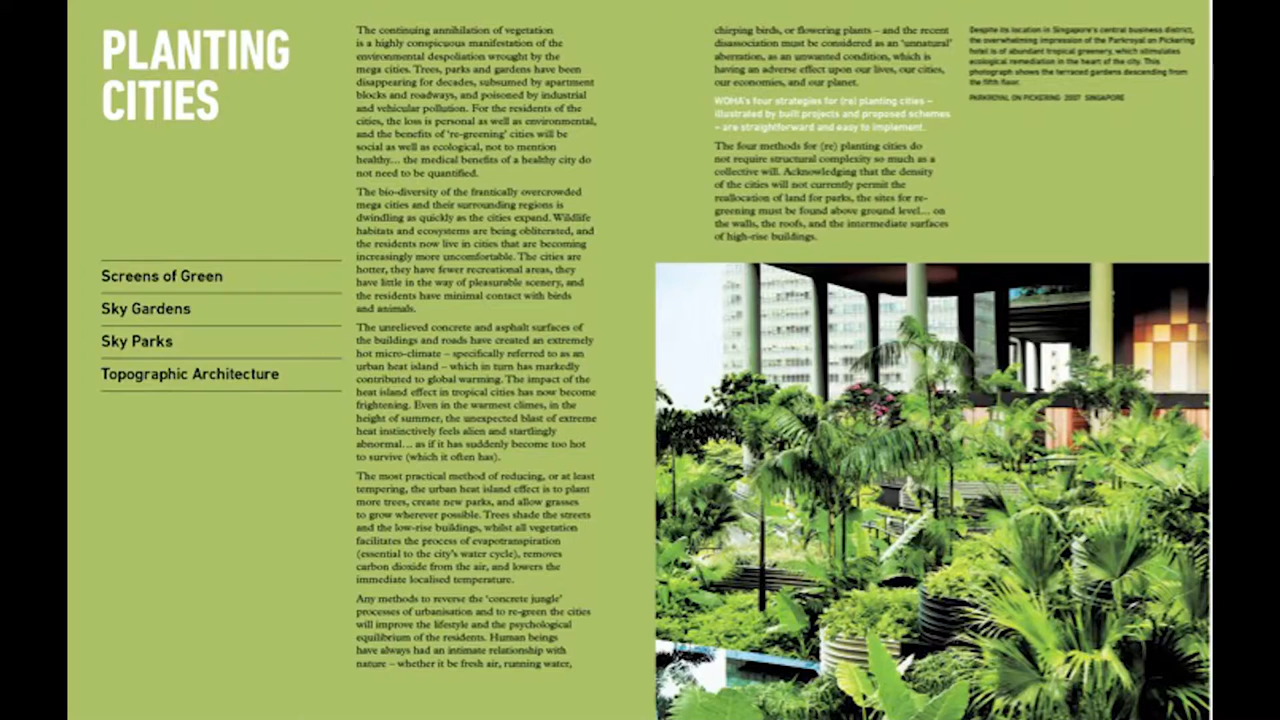 PLANTING
CITIES
Screens of Green
Sky Gardens
Sky Parks
Topographic Architecture
The continuing annihilation of vegetation
is a highly conspicuous manifestation of the
environmental despoliation wrought by the
mega cities. Trees, parks and gardens have been
disappearing for decades, subsumed by apartment
blocks and roadways, and poisoned by industrial
and vehicular pollution. For the residents of the
cities, the loss is personal as well as environmental,
and the benefits of 're-greening' cities will be
social as well as ecological, not to mention
healthy... the medical benefits of a healthy city do
not need to be quantified.
The bio-diversity of the frantically overcrowded
mega cities and their surrounding regions is
dwindling as quickly as the cities expand. Wildlife
habitats and ecosystems are being obliterated, and
the residents now live in cities that are becoming
increasingly more uncomfortable. The cities are
hotter, they have fewer recreational areas, they
have little in the way of pleasurable scenery, and
the residents have minimal contact with birds
and animals.
The unrelieved concrete and asphalt surfaces of
the buildings and roads have created an extremely
hot micro-climate – specifically referred to as an
urban heat island – which in turn has markedly
contributed to global warming. The impact of the
heat island effect in tropical cities has now become
frightening. Even in the warmest climes, in the
height of summer, the unexpected blast of extreme
heat instinctively feels alien and startlingly
abnormal... as if it has suddenly become too hot
to survive (which it often has).
The most practical method of reducing, or at least
tempering, the urban heat island effect is to plant
more trees, create new parks, and allow grasses
to grow wherever possible. Trees shade the streets
and the low-rise buildings, whilst all vegetation
facilitates the process of evapotranspiration
(essential to the city's water cycle), removes
carbon dioxide from the air, and lowers the
immediate localised temperature.
Any methods to reverse the 'concrete jungle'
processes of urbanisation and to re-green the cities
will improve the lifestyle and the psychological
equilibrium of the residents. Human beings
have always had an intimate relationship with
nature – whether it be fresh air, running water,
chirping birds, or flowering plants – and the recent
disassociation must be considered as an 'unnatural'
aberration, as an unwanted condition, which is
having an adverse effect upon our lives, our cities,
our economies, and our planet.
WOHA's four strategies for (re) planting cities –
illustrated by built projects and proposed schemes
– are straightforward and easy to implement.
The four methods for (re) planting cities do
not require structural complexity so much as a
collective will. Acknowledging that the density
of the cities will not currently permit the
reallocation of land for parks, the sites for re-
greening must be found above ground level... on
the walls, the roofs, and the intermediate surfaces
of high-rise buildings.
Despite its location in Singapore's central business district,
the overwhelming impression of the Parkroyal on Pickering
hotel is of abundant tropical greenery, which stimulates
ecological remediation in the heart of the city. This
photograph shows the terraced gardens descending from
the fifth floor.
PARKROYAL ON PICKERING 2007 SINGAPORE